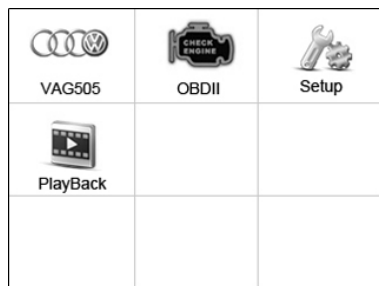 CHECK
ENGINE
VAG505
OBDII
Setup
PlayBack